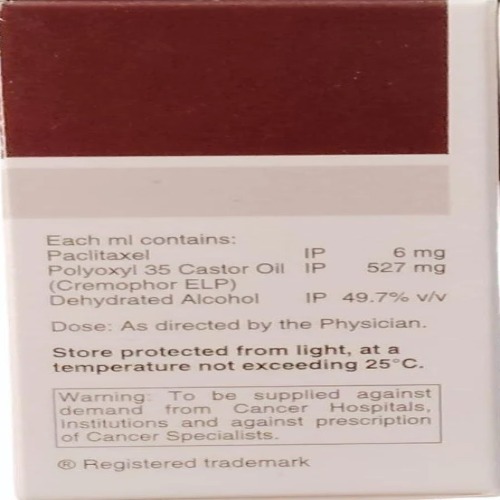 Each ml contains:
Paclitaxel IP 6 mg
Polyoxyl 35 Castor Oil IP 527 mg
(Cremophor ELP)
Dehydrated Alcohol IP 49.7% v/v
Dose: As directed by the Physician.
Store protected from light, at a
temperature not exceeding 25°C.
Warning: To be supplied against
demand from Cancer Hospitals,
Institutions and against prescription
of Cancer Specialists.
® Registered trademark